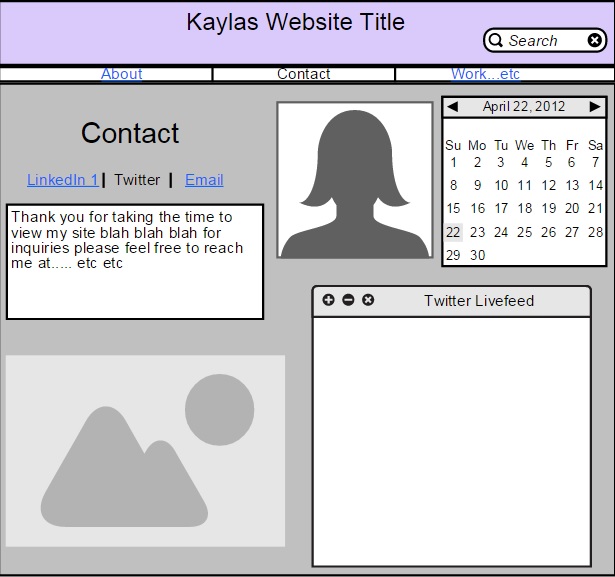 Kaylas Website Title
Search
About Contact Work...etc
Contact
LinkedIn 1 | Twitter | Email
Thank you for taking the time to
view my site blah blah blah for
inquiries please feel free to reach
me at..... etc etc
April 22, 2012
Su Mo Tu We Th Fr Sa
1 2 3 4 5 6 7
8 9 10 11 12 13 14
15 16 17 18 19 20 21
22 23 24 25 26 27 28
29 30
Twitter Livefeed